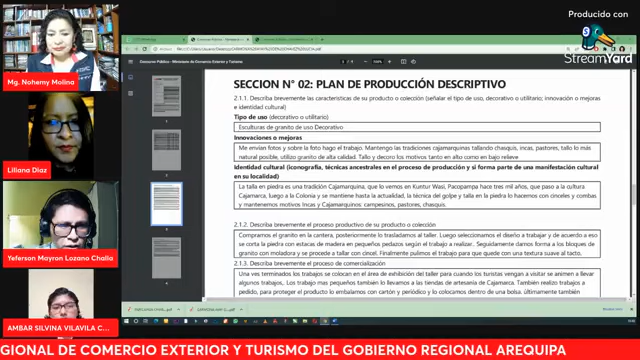 Producido con
StreamYard
Mg. Nohemy Molina
Liliana Diaz
Yeferson Mayron Lozano Challa
AMBAR SILVINA VILAVILA C...
SECCION N° 02: PLAN DE PRODUCCIÓN DESCRIPTIVO
2.1.1. Describa brevemente las características de su producto o colección (señalar el tipo de uso, decorativo o utilitario; innovación o mejoras
e identidad cultural)
Tipo de uso (decorativo o utilitario)
Esculturas de granito de uso Decorativo
Innovaciones o mejoras
Me envían fotos y sobre la foto hago el trabajo. Mantengo las tradiciones cajamarquinas tallando chasquis, incas, pastores, tallo lo más
natural posible, utilizo granito de alta calidad. Tallo y decoro los motivos tanto en alto como en bajo relieve
Identidad cultural (iconografía, técnicas ancestrales en el proceso de producción y si forma parte de una manifestación cultural
en su localidad)
La talla en piedra es una tradición Cajamarquina, que lo vemos en Kuntur Wasi, Pacopampa hace tres mil años, que paso a la cultura
Cajamarca, luego a la Colonia y se mantiene hasta la actualidad, la técnica del golpe y talla en piedra lo hacemos con cinceles y combas
y mantenemos motivos Incas y Cajamarquinos: campesinos, pastores, chasquis.
2.1.2. Describa brevemente el proceso productivo de su producto o colección
Compramos el granito en la cantera, posteriormente lo trasladamos al taller. Luego seleccionamos el diseño a trabajar y de acuerdo a eso
se corta la piedra con estacas de madera en pequeños pedazos según el trabajo a realizar. Seguidamente damos forma a los bloques de
granito con moladora y se procede a tallar con cincel. Finalmente pulimos el trabajo para que quede con una textura suave al tacto.
2.1.3. Describa brevemente el proceso de comercialización
Una ves terminados los trabajos se colocan en el área de exhibición del taller para cuando los turistas vengan a visitar se animen a llevar
algunos trabajos, Los trabajo mas pequeños también lo llevamos a las tiendas de artesanía de Cajamarca. También realizo trabajos a
pedido, para proteger el producto lo embalamos con cartón y periódico y lo colocamos dentro de una bolsa, últimamente también
GIONAL DE COMERCIO EXTERIOR Y TURISMO DEL GOBIERNO REGIONAL AREQUIPA